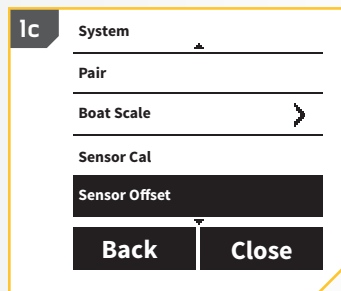 1c
System
Pair
Boat Scale
Sensor Cal
Sensor Offset
Back Close